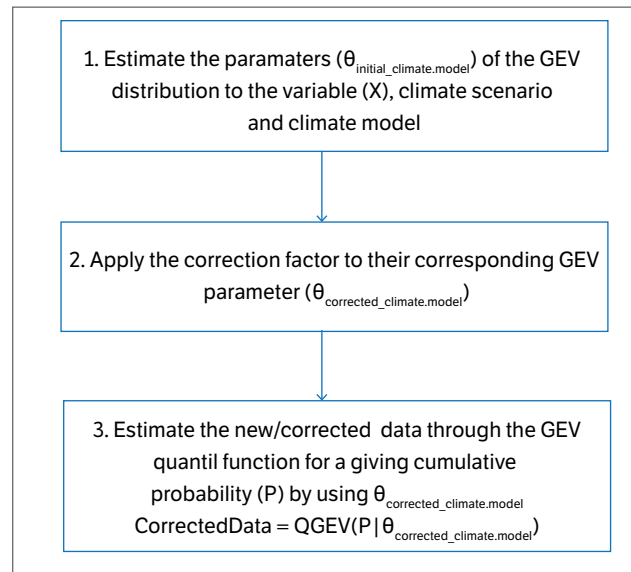 1. Estimate the paramaters (θinitial_climate.model) of the GEV
distribution to the variable (X), climate scenario
and climate model
2. Apply the correction factor to their corresponding GEV
parameter (θcorrected_climate.model)
3. Estimate the new/corrected data through the GEV
quantil function for a giving cumulative
probability (P) by using θcorrected_climate.model
CorrectedData = QGEV(P|θcorrected_climate.model)